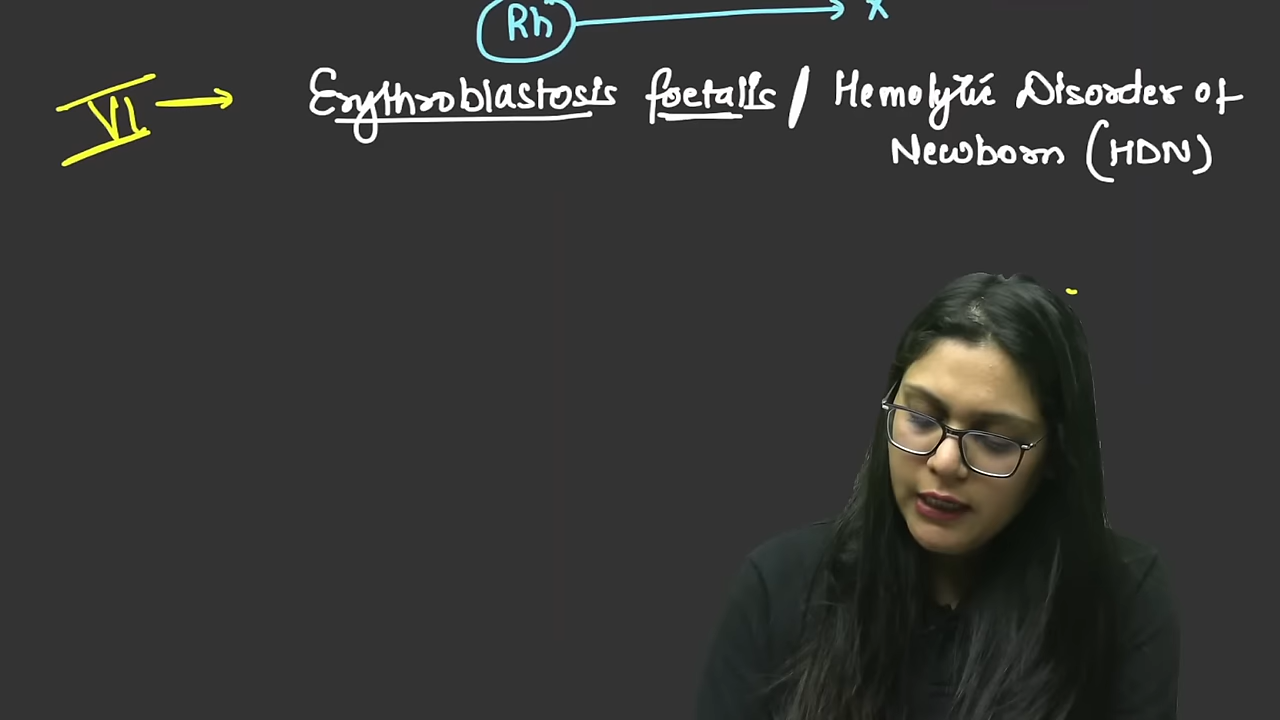 Rh X
VI → Erythroblastosis foetalis / Hemolytic Disorder of
Newborn (HDN)